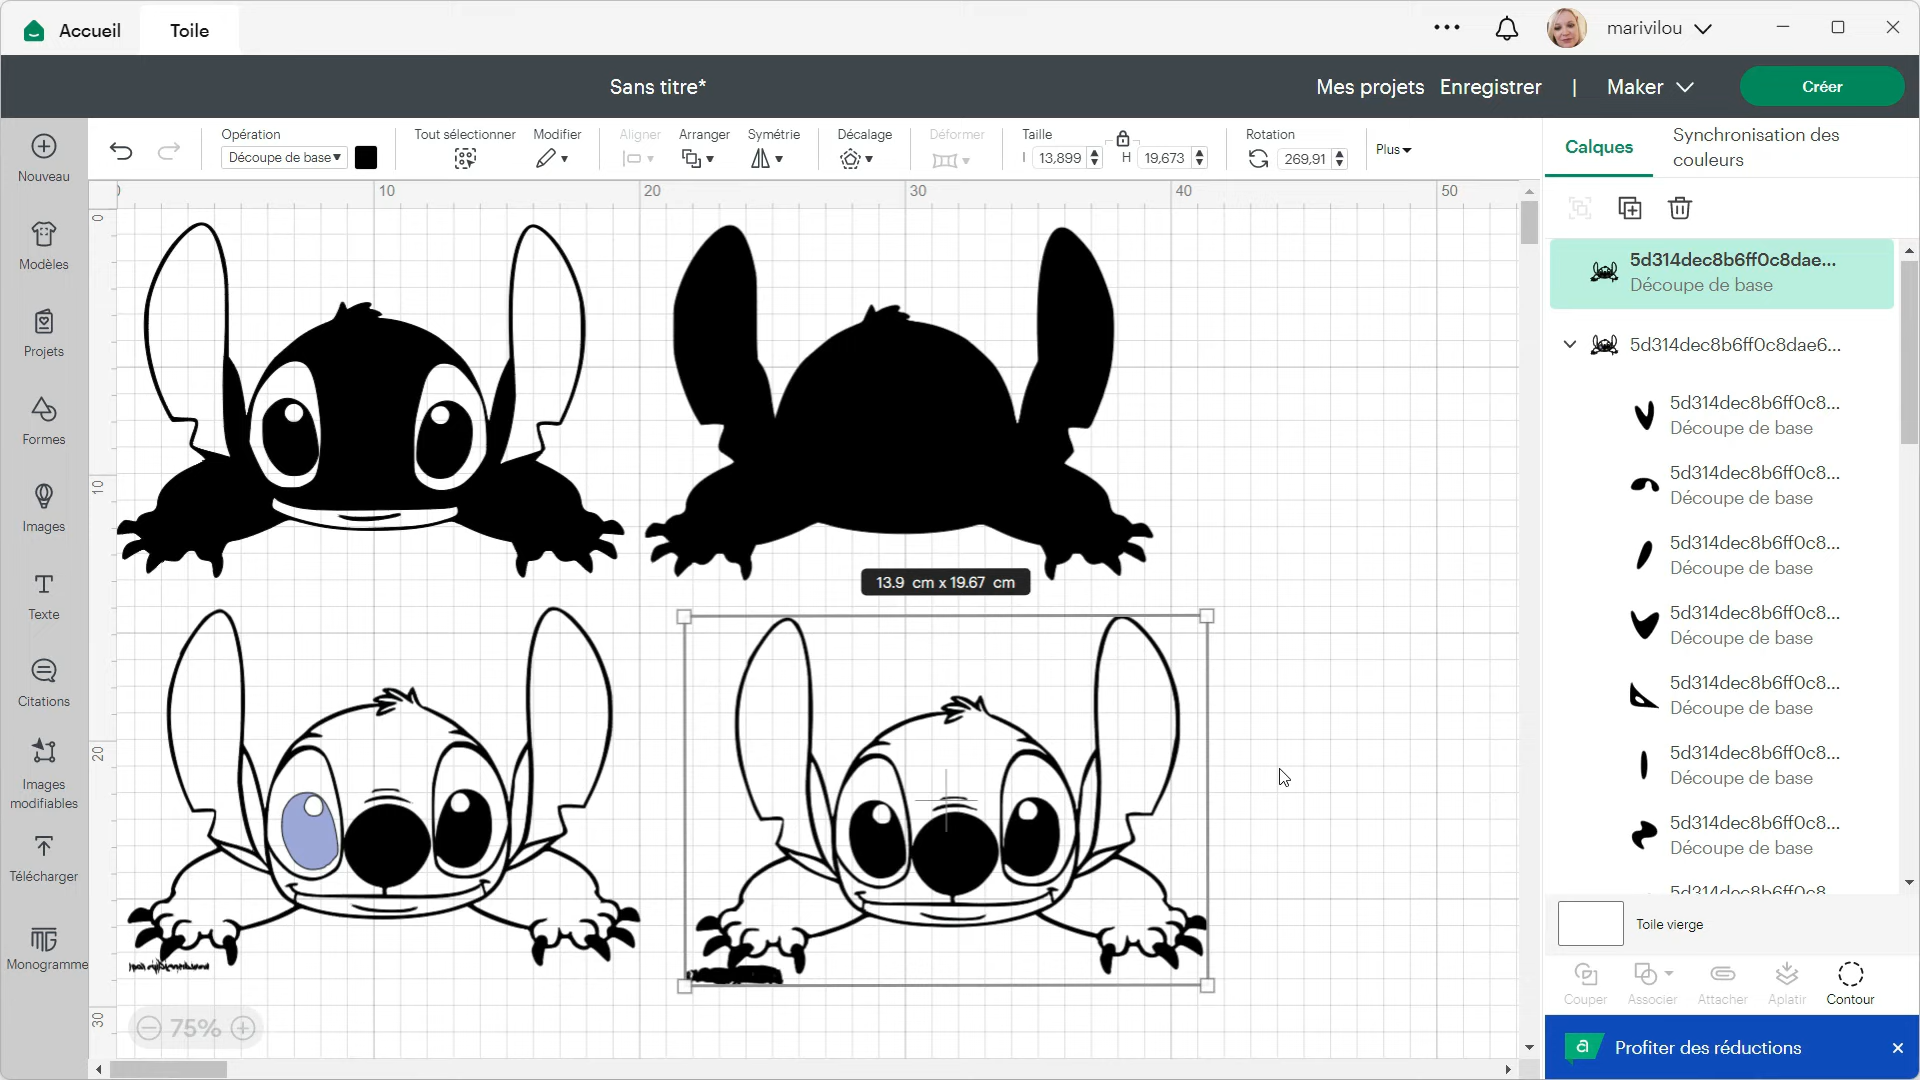 Accueil
Toile
marivilou
Sans titre*
Mes projets
Enregistrer
|
Maker
Créer
Opération
Découpe de base
Tout sélectionner
Modifier
Aligner
Arranger
Symétrie
Décalage
Déformer
Taille
l 13,899
H 19,673
Rotation
269,91
Plus
Calques
Synchronisation des
couleurs
Nouveau
Modèles
Projets
Formes
Images
Texte
Citations
Images
modifiables
Télécharger
Monogramme
0
10
20
30
40
50
0
10
20
30
13.9 cm x 19.67 cm
75%
5d314dec8b6ff0c8dae...
Découpe de base
5d314dec8b6ff0c8dae6...
5d314dec8b6ff0c8...
Découpe de base
5d314dec8b6ff0c8...
Découpe de base
5d314dec8b6ff0c8...
Découpe de base
5d314dec8b6ff0c8...
Découpe de base
5d314dec8b6ff0c8...
Découpe de base
5d314dec8b6ff0c8...
Découpe de base
5d314dec8b6ff0c8...
Découpe de base
Toile vierge
Couper
Associer
Attacher
Aplatir
Contour
a
Profiter des réductions